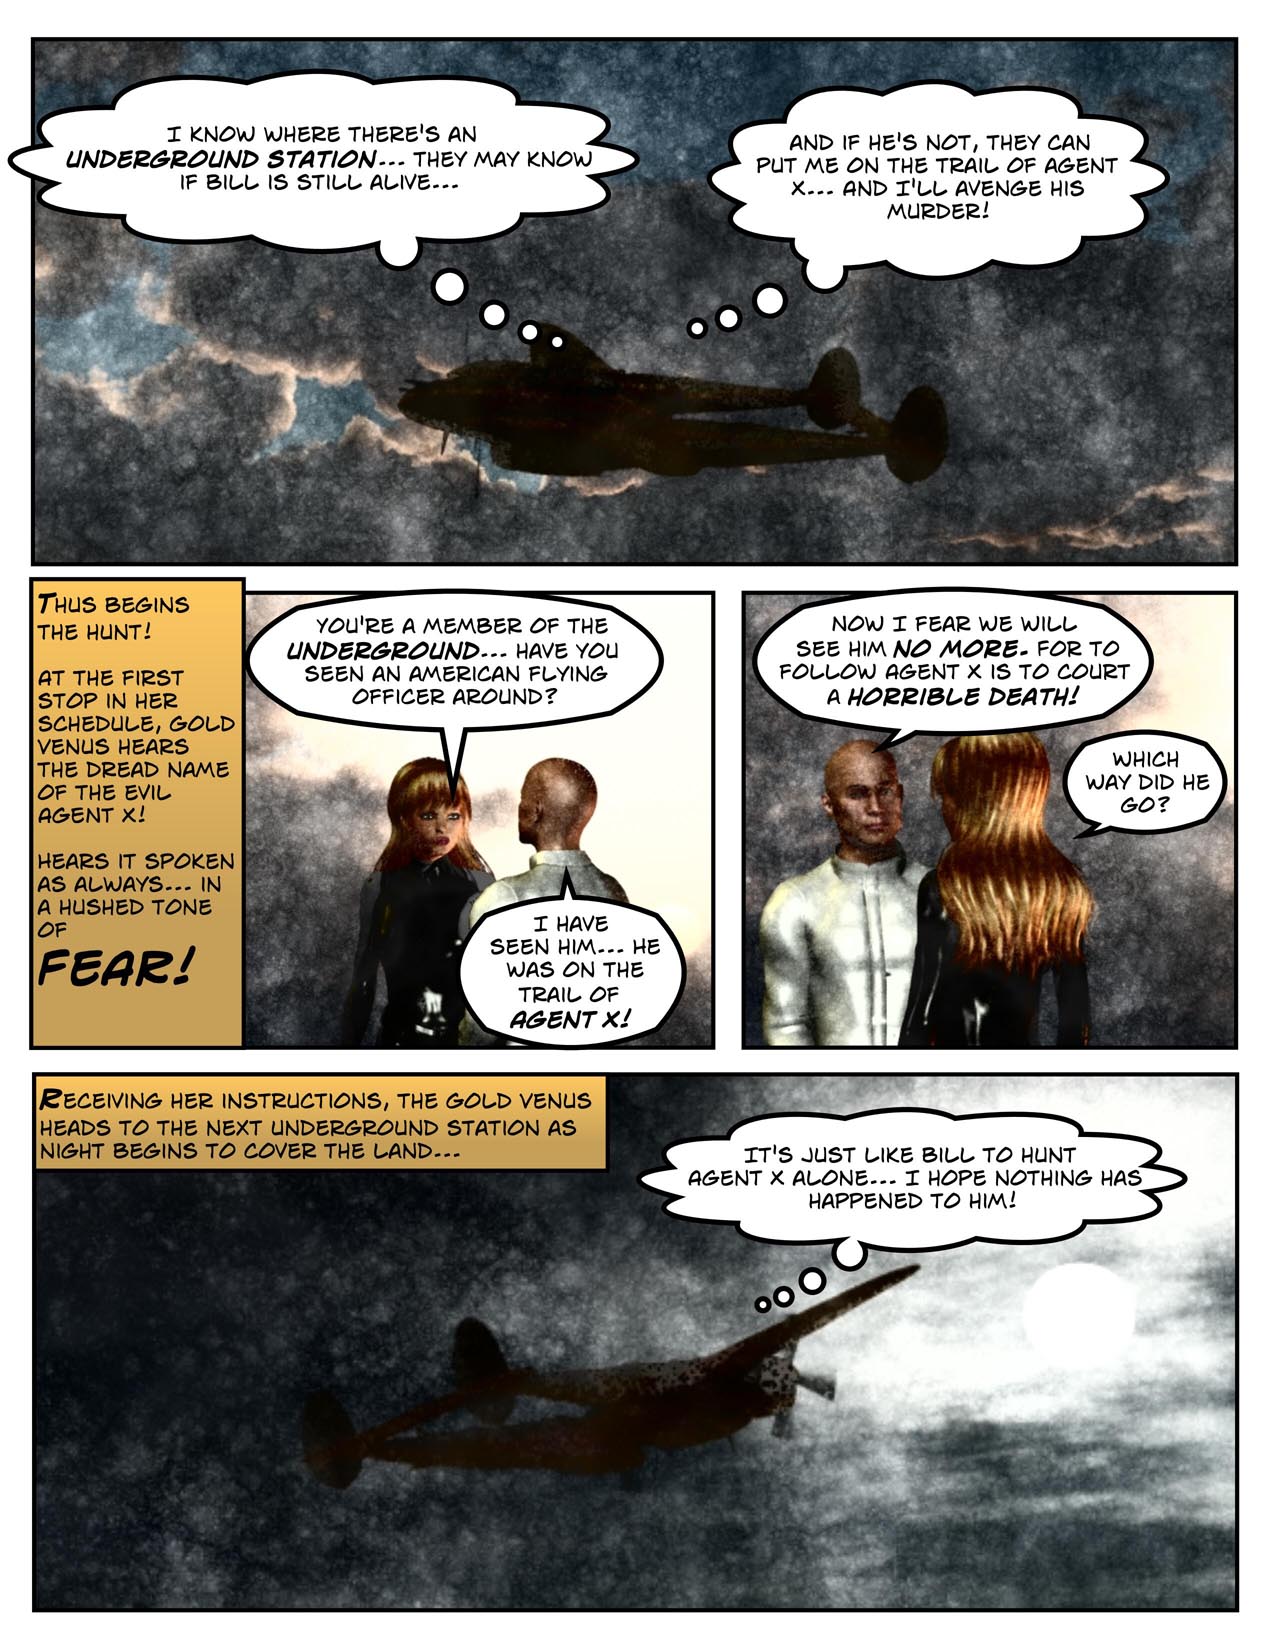 I KNOW WHERE THERE'S AN
UNDERGROUND STATION... THEY MAY KNOW
IF BILL IS STILL ALIVE...
AND IF HE'S NOT, THEY CAN
PUT ME ON THE TRAIL OF AGENT
X... AND I'LL AVENGE HIS
MURDER!
THUS BEGINS
THE HUNT!
AT THE FIRST
STOP IN HER
SCHEDULE, GOLD
VENUS HEARS
THE DREAD NAME
OF THE EVIL
AGENT X!
HEARS IT SPOKEN
AS ALWAYS... IN
A HUSHED TONE
OF
FEAR!
YOU'RE A MEMBER OF THE
UNDERGROUND... HAVE YOU
SEEN AN AMERICAN FLYING
OFFICER AROUND?
I HAVE
SEEN HIM... HE
WAS ON THE
TRAIL OF
AGENT X!
NOW I FEAR WE WILL
SEE HIM NO MORE. FOR TO
FOLLOW AGENT X IS TO COURT
A HORRIBLE DEATH!
WHICH
WAY DID HE
GO?
RECEIVING HER INSTRUCTIONS, THE GOLD VENUS
HEADS TO THE NEXT UNDERGROUND STATION AS
NIGHT BEGINS TO COVER THE LAND...
IT'S JUST LIKE BILL TO HUNT
AGENT X ALONE... I HOPE NOTHING HAS
HAPPENED TO HIM!